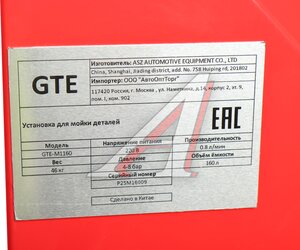 GTE
Изготовитель: ASZ AUTOMOTIVE EQUIPMENT CO., LTD
China, Shanghai, Jiading district, add. No. 758 Huiping rd, 201802
Импортер: ООО "АвтоОптТорг"
117420 Россия, г. Москва, ул. Наметкина, д. 14, корпус 2, эт. 9,
пом. I, ком. 902
Установка для мойки деталей
EAC
Модель
GTE-M1160
Напряжение питания
220 В
0.8 л/мин
Вес
46 кг
Давление
4-8 бар
Объём ёмкости
160 л
Серийный номер
P25M16009
Сделано в Китае